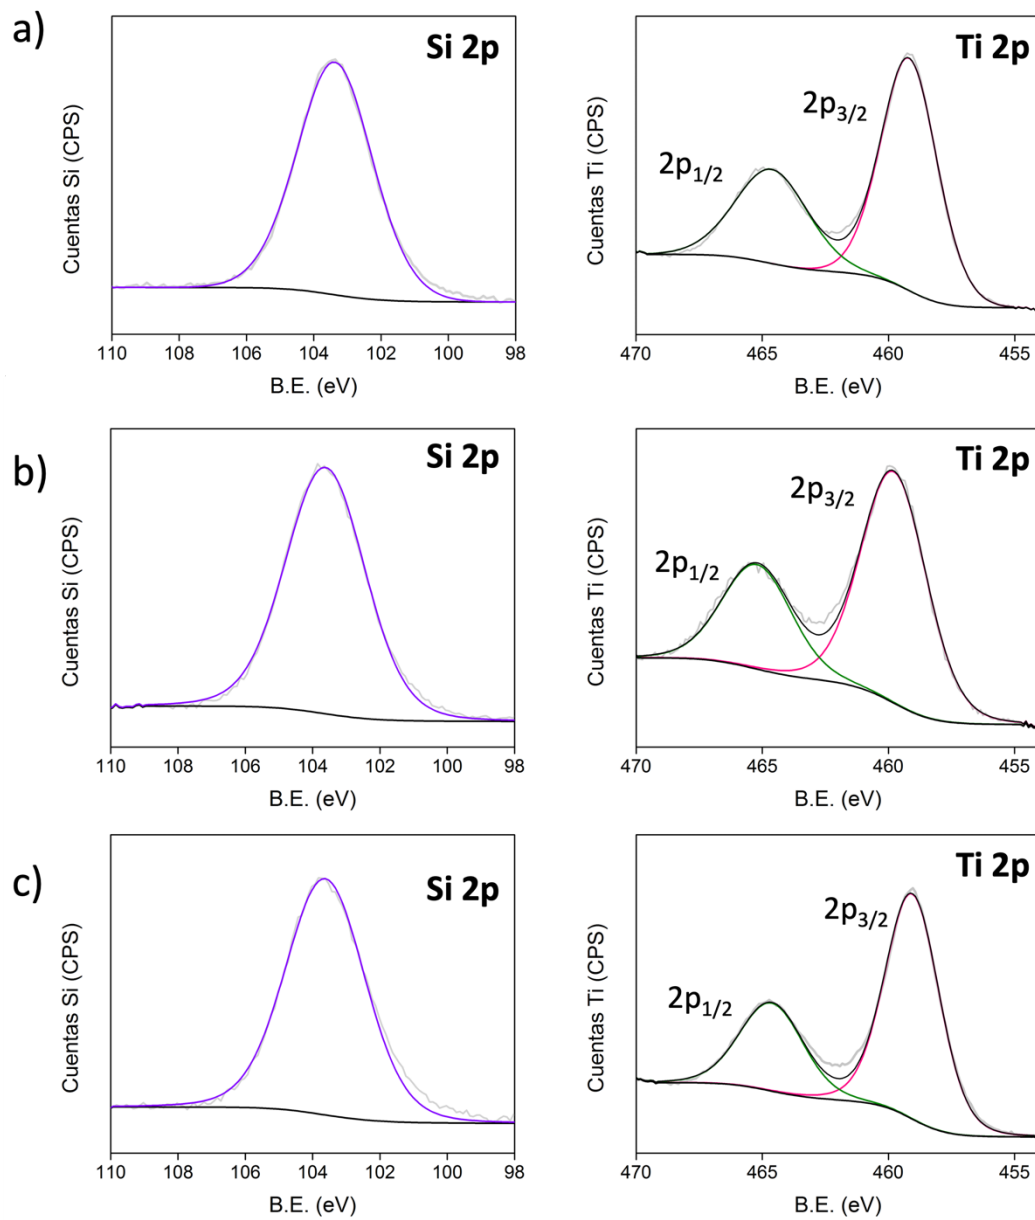 a)
Si 2p
Cuentas Si (CPS)
110 108 106 104 102 100 98
B.E. (eV)
Ti 2p
2p3/2
2p1/2
Cuentas Ti (CPS)
470 465 460 455
B.E. (eV)
b)
Si 2p
Cuentas Si (CPS)
110 108 106 104 102 100 98
B.E. (eV)
Ti 2p
2p3/2
2p1/2
Cuentas Ti (CPS)
470 465 460 455
B.E. (eV)
c)
Si 2p
Cuentas Si (CPS)
110 108 106 104 102 100 98
B.E. (eV)
Ti 2p
2p3/2
2p1/2
Cuentas Ti (CPS)
470 465 460 455
B.E. (eV)